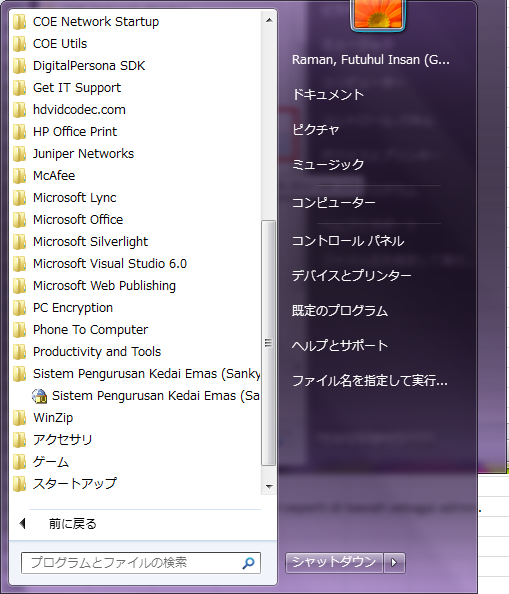 COE Network Startup
COE Utils
DigitalPersona SDK
Get IT Support
hdvidcodec.com
HP Office Print
Juniper Networks
McAfee
Microsoft Lync
Microsoft Office
Microsoft Silverlight
Microsoft Visual Studio 6.0
Microsoft Web Publishing
PC Encryption
Phone To Computer
Productivity and Tools
Sistem Pengurusan Kedai Emas (Sanky
Sistem Pengurusan Kedai Emas (Sa
WinZip
アクセサリ
ゲーム
スタートアップ
前に戻る
プログラムとファイルの検索
Raman, Futuhul Insan (G...
ドキュメント
ピクチャ
ミュージック
コンピューター
コントロール パネル
デバイスとプリンター
既定のプログラム
ヘルプとサポート
ファイル名を指定して実行...
シャットダウン